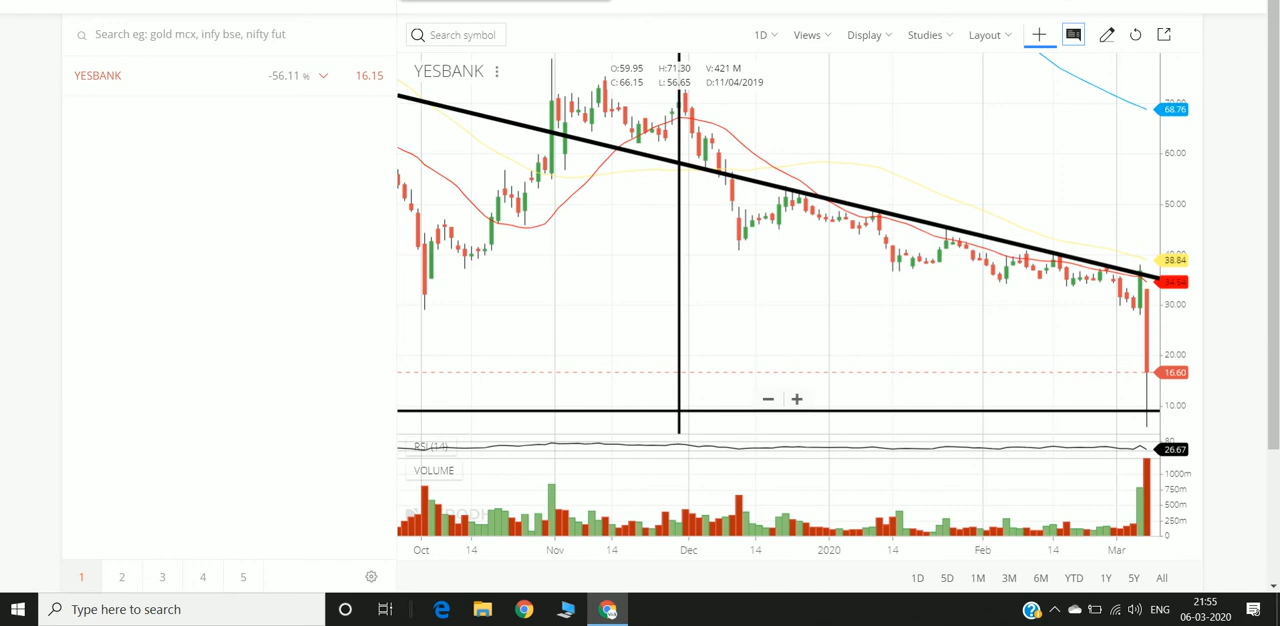 Search eg: gold mcx, infy bse, nifty fut
YESBANK -56.11 % 16.15
Search symbol
1D Views Display Studies Layout
YESBANK
O:59.95 H:71.30 V:421 M
C:66.15 L:56.65 D:11/04/2019
68.76
60.00
50.00
38.84
34.54
30.00
20.00
16.60
10.00
RSI(14)
80
26.67
VOLUME
1000m
750m
500m
250m
0
Oct 14 Nov 14 Dec 14 2020 14 Feb 14 Mar
1 2 3 4 5
1D 5D 1M 3M 6M YTD 1Y 5Y All
Type here to search
ENG
21:55
06-03-2020